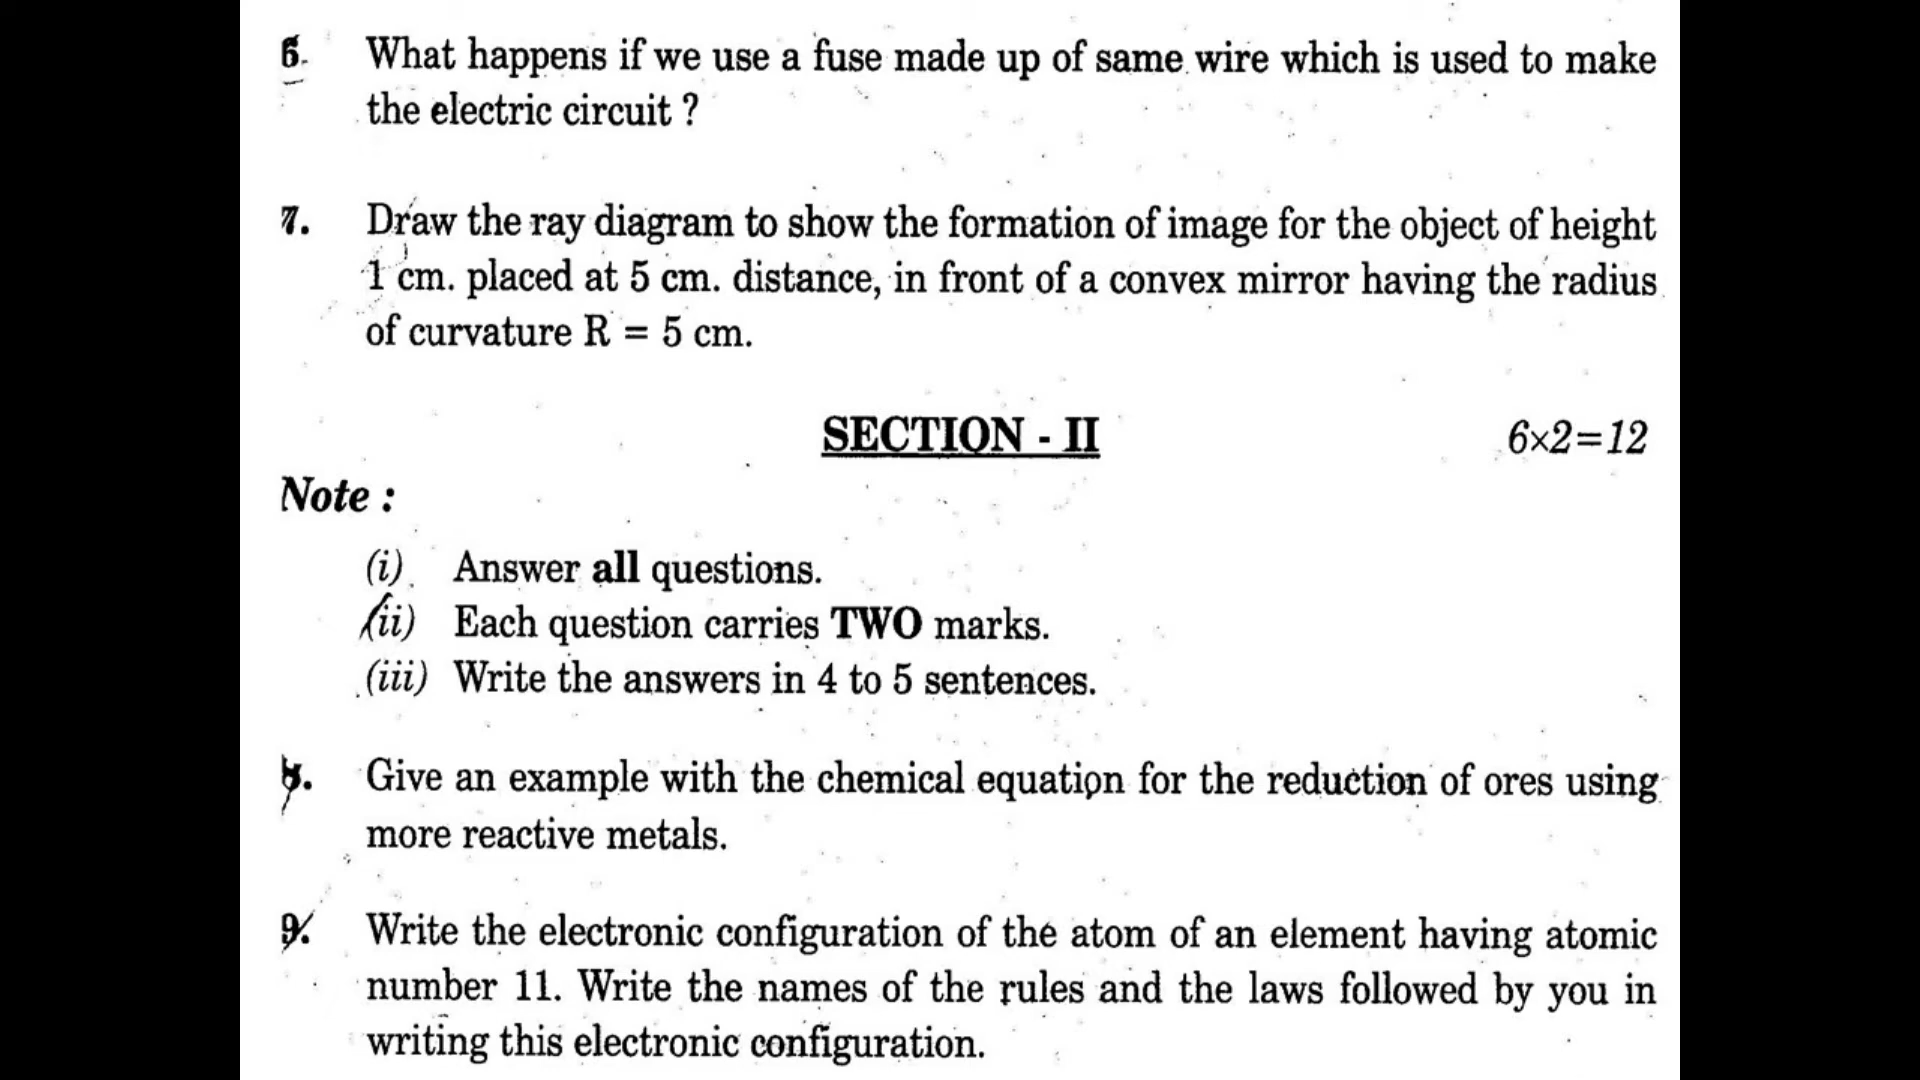 6. What happens if we use a fuse made up of same wire which is used to make
the electric circuit ?
7. Draw the ray diagram to show the formation of image for the object of height
1 cm. placed at 5 cm. distance, in front of a convex mirror having the radius
of curvature R = 5 cm.
SECTION - II 6×2=12
Note :
(i) Answer all questions.
(ii) Each question carries TWO marks.
(iii) Write the answers in 4 to 5 sentences.
Give an example with the chemical equation for the reduction of ores using
more reactive metals.
9. Write the electronic configuration of the atom of an element having atomic
number 11. Write the names of the rules and the laws followed by you in
writing this electronic configuration.